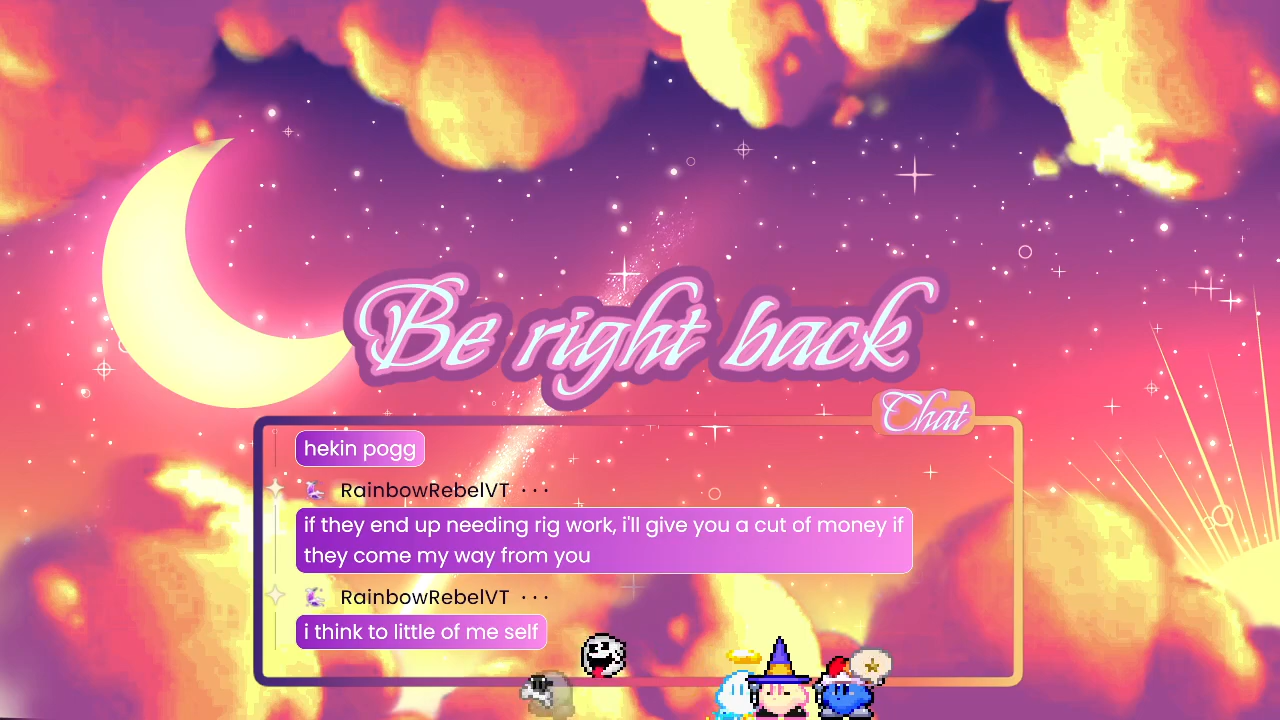 Be right back
Chat
hekin pogg
RainbowRebelVT ...
if they end up needing rig work, i'll give you a cut of money if
they come my way from you
RainbowRebelVT ...
i think to little of me self